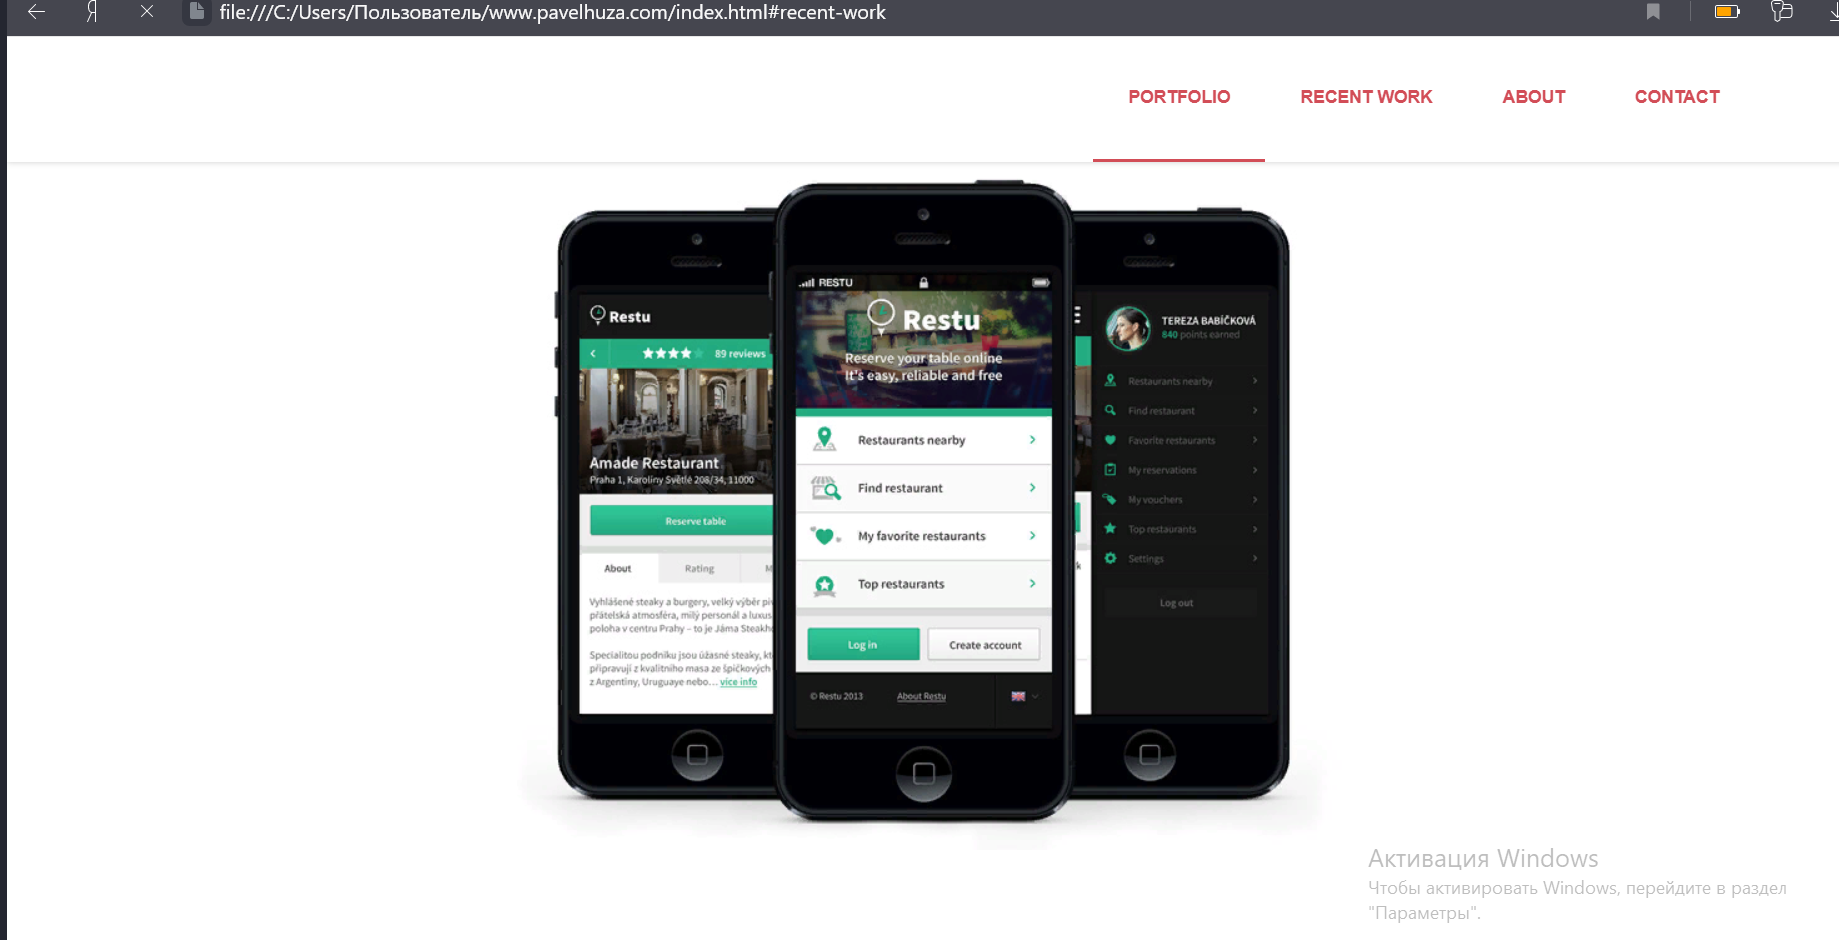 file:///C:/Users/Пользователь/www.pavelhuza.com/index.html#recent-work
PORTFOLIO RECENT WORK ABOUT CONTACT
Restu
89 reviews
Amade Restaurant
Praha 1, Karoliny Světlé 208/34, 11000
Reserve table
About Rating M
Vyhlášené steaky a burgery, velký výběr pi
přátelská atmosféra, milý personál a luxus
poloha v centru Prahy – to je Jáma Steakh
Specialitou podniku jsou úžasné steaky, kt
připravují z kvalitního masa ze špičkových
z Argentiny, Uruguaye nebo... více info
RESTU
Restu
Reserve your table online
It's easy, reliable and free
Restaurants nearby
Find restaurant
My favorite restaurants
Top restaurants
Log in Create account
© Restu 2013 About Restu
TEREZA BABÍČKOVÁ
840 points earned
Restaurants nearby
Find restaurant
Favorite restaurants
My reservations
My vouchers
Top restaurants
Settings
Log out
Активация Windows
Чтобы активировать Windows, перейдите в раздел
"Параметры".